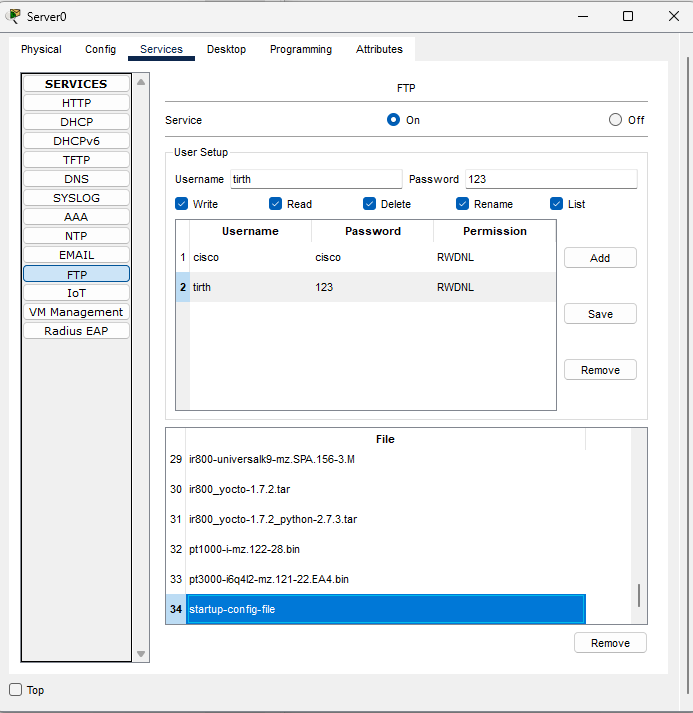 Server0
Physical Config Services Desktop Programming Attributes
SERVICES
HTTP
DHCP
DHCPv6
TFTP
DNS
SYSLOG
AAA
NTP
EMAIL
FTP
IoT
VM Management
Radius EAP
FTP
Service On Off
User Setup
Username tirth Password 123
Write Read Delete Rename List
Username Password Permission
1 cisco cisco RWDNL
2 tirth 123 RWDNL
Add
Save
Remove
File
29 ir800-universalk9-mz.SPA.156-3.M
30 ir800_yocto-1.7.2.tar
31 ir800_yocto-1.7.2_python-2.7.3.tar
32 pt1000-i-mz.122-28.bin
33 pt3000-i6q4l2-mz.121-22.EA4.bin
34 startup-config-file
Remove
Top